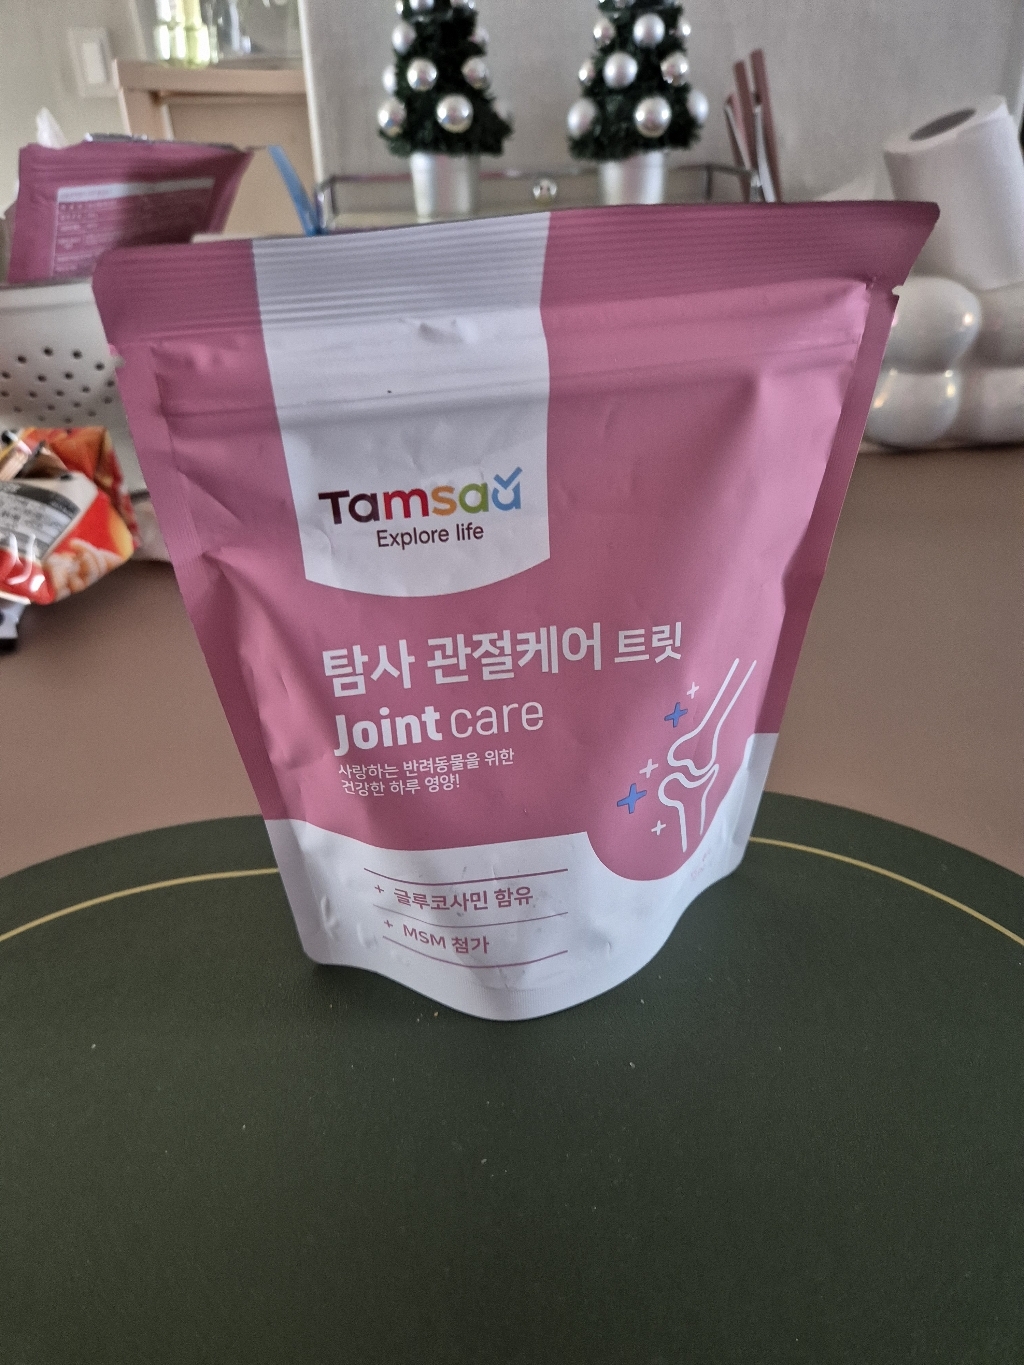 Tamsaú
Explore life
탐사 관절케어 트릿
Joint care
사랑하는 반려동물을 위한
건강한 하루 영양!
+ 글루코사민 함유
+ MSM 첨가